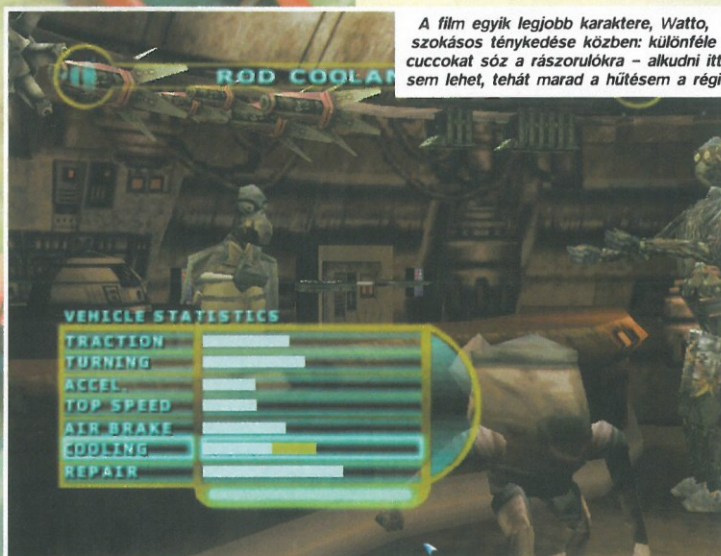 A film egyik legjobb karaktere, Watto,
szokásos ténykedése közben: különféle
cuccokat sóz a rászorulókra – alkudni itt
sem lehet, tehát marad a hűtésem a régi
ROD COOLAN
VEHICLE STATISTICS
TRACTION
TURNING
ACCEL.
TOP SPEED
AIR BRAKE
COOLING
REPAIR